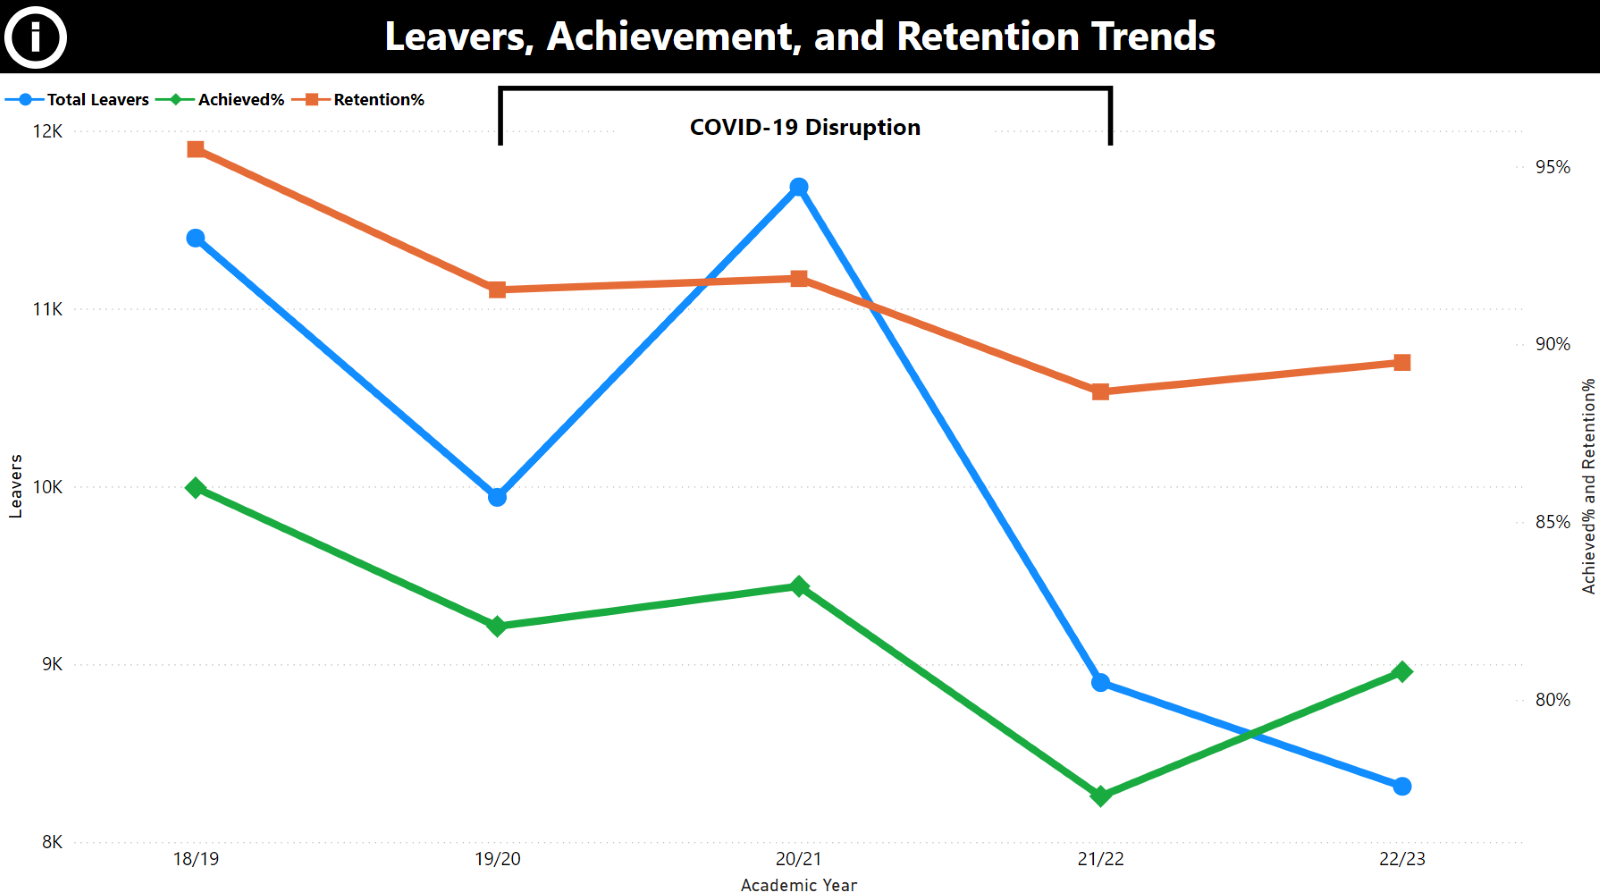 Leavers, Achievement, and Retention Trends
Total Leavers Achieved% Retention%
COVID-19 Disruption
12K
11K
10K
9K
8K
Leavers
95%
90%
85%
80%
Achieved% and Retention%
18/19 19/20 20/21 21/22 22/23
Academic Year